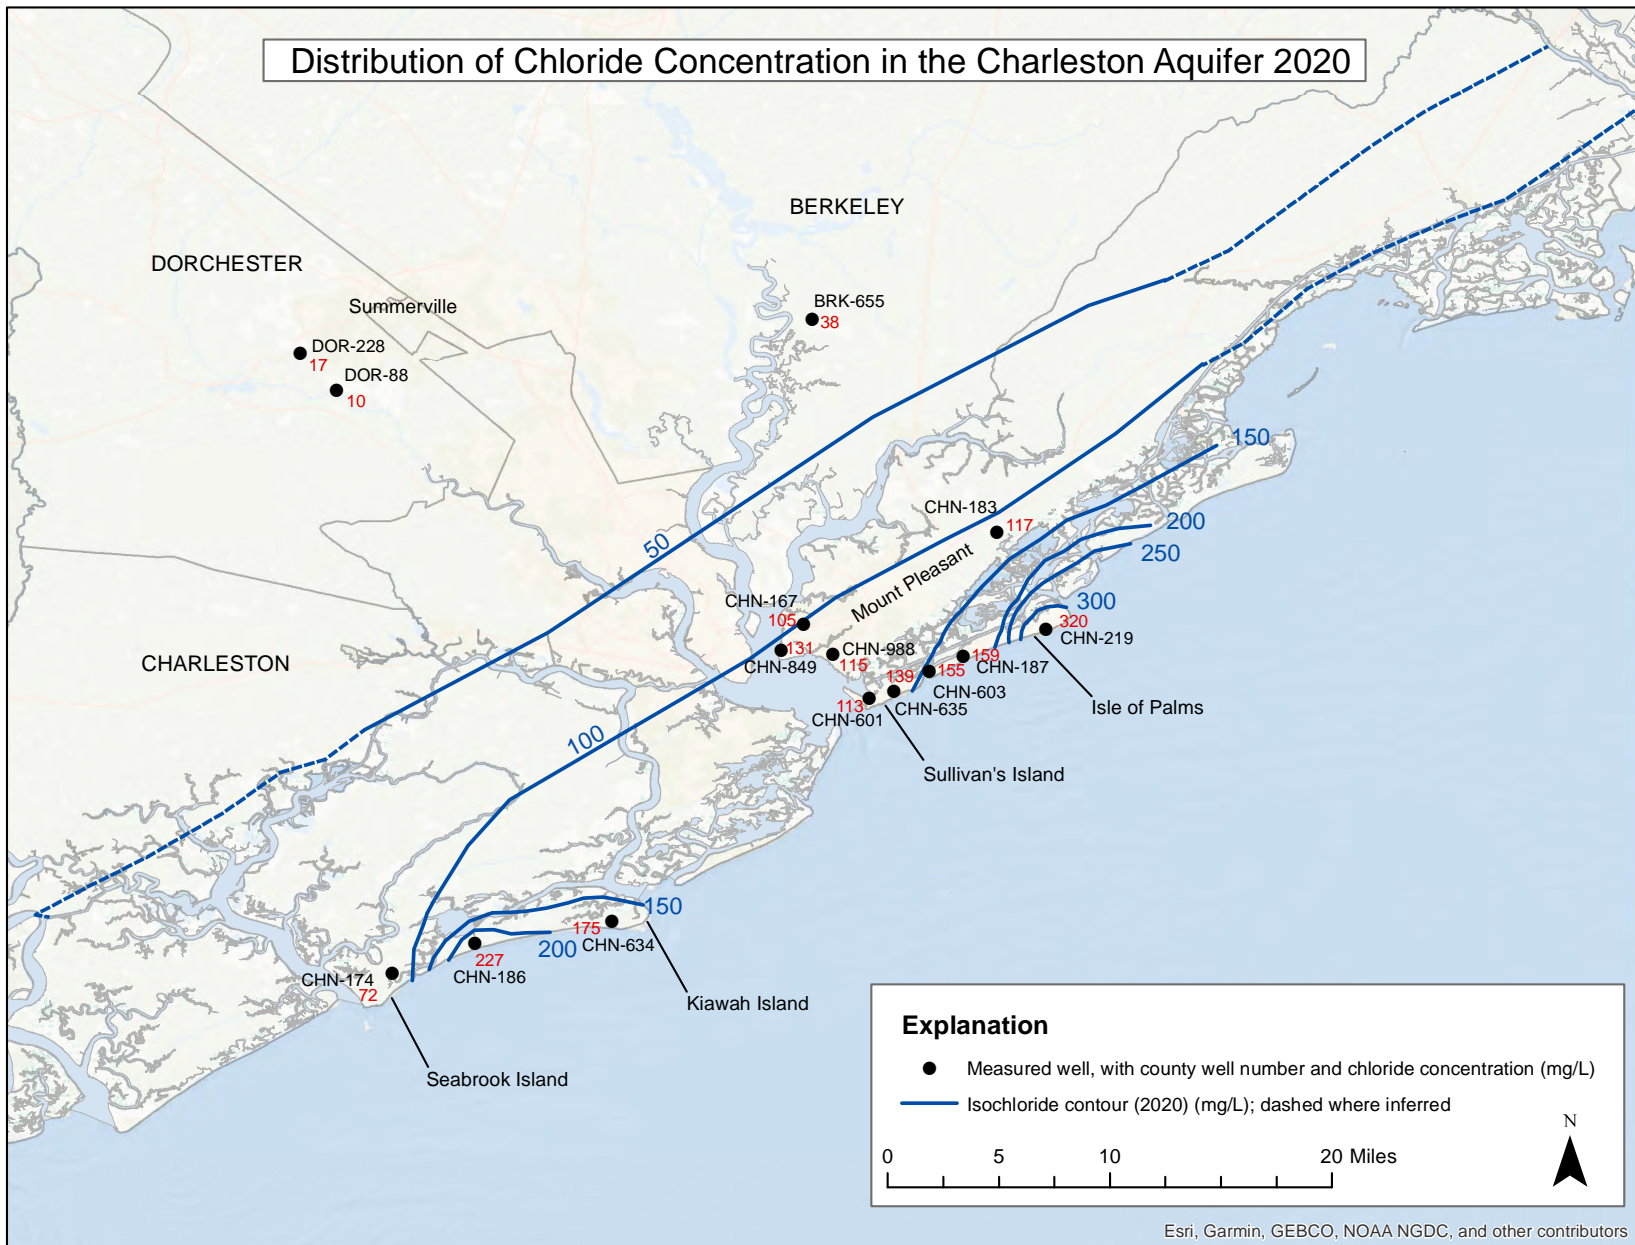 Distribution of Chloride Concentration in the Charleston Aquifer 2020
BERKELEY
DORCHESTER
Summerville
BRK-655
38
DOR-228
17
DOR-88
10
150
CHN-183
117
200
250
50
Mount Pleasant
CHN-167
105
300
320
CHN-219
131
CHN-849
CHN-988
115
CHARLESTON
159
CHN-187
139
155
CHN-603
CHN-635
113
CHN-601
Isle of Palms
100
Sullivan's Island
150
175
CHN-634
200
227
CHN-186
CHN-174
72
Kiawah Island
Seabrook Island
Explanation
Measured well, with county well number and chloride concentration (mg/L)
Isochloride contour (2020) (mg/L); dashed where inferred
N
0 5 10 20 Miles
Esri, Garmin, GEBCO, NOAA NGDC, and other contributors